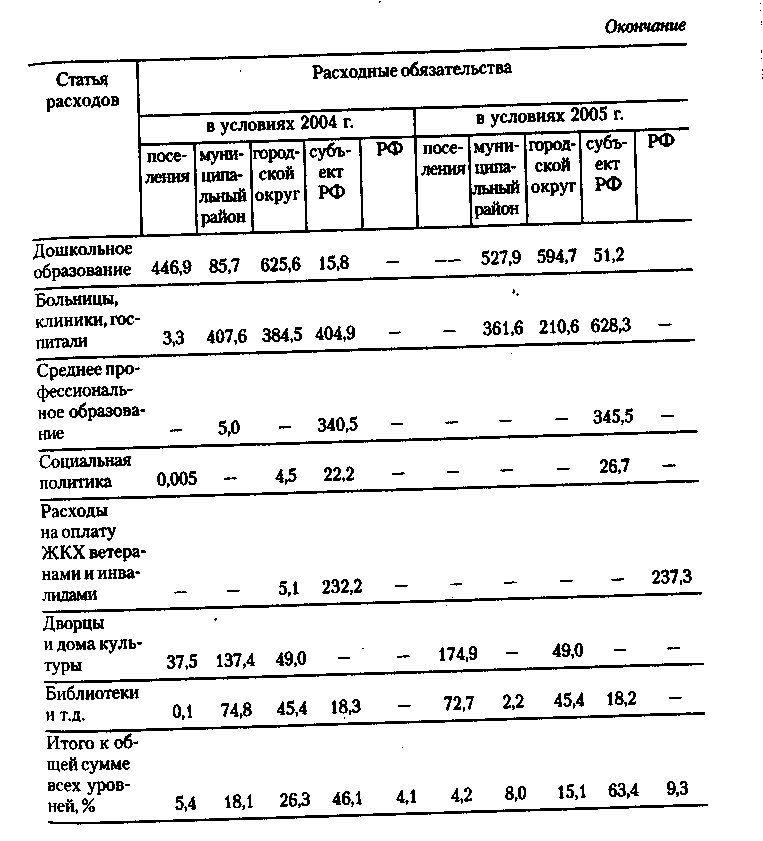 Окончание
Статья
расходов
Расходные обязательства
в условиях 2004 г.
в условиях 2005 г.
посе-
ления
муни-
ципа-
льный
район
город-
ской
округ
субъ-
ект
РФ
РФ
посе-
ления
муни-
ципа-
льный
район
город-
ской
округ
субъ-
ект
РФ
РФ
Дошкольное
образование 446,9 85,7 625,6 15,8 – –– 527,9 594,7 51,2
Больницы,
клиники, гос-
питали 3,3 407,6 384,5 404,9 – – 361,6 210,6 628,3 –
Среднее про-
фессиональ-
ное образова-
ние – 5,0 – 340,5 – – – – 345,5 –
Социальная
политика 0,005 – 4,5 22,2 – – – – 26,7 –
Расходы
на оплату
ЖКХ ветера-
нами и инва-
лидами – – 5,1 232,2 – – – – – 237,3
Дворцы
и дома куль-
туры 37,5 137,4 49,0 – – 174,9 – 49,0 – –
Библиотеки
и т.д. 0,1 74,8 45,4 18,3 – 72,7 2,2 45,4 18,2 –
Итого к об-
щей сумме
всех уров-
ней, % 5,4 18,1 26,3 46,1 4,1 4,2 8,0 15,1 63,4 9,3